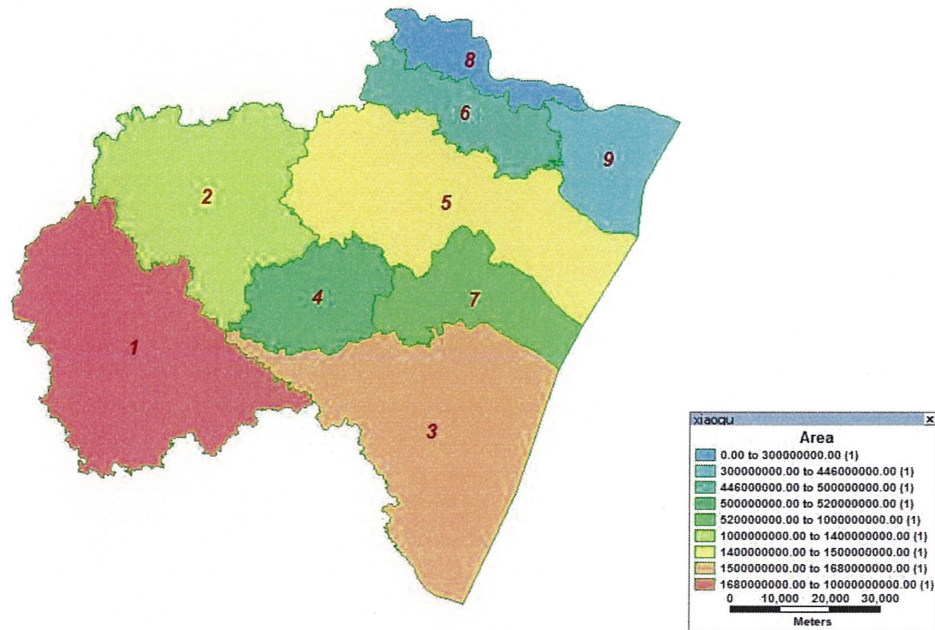 8
6
9
2
5
4
7
1
3
xiaoqu
Area
0.00 to 300000000.00 (1)
300000000.00 to 446000000.00 (1)
446000000.00 to 500000000.00 (1)
500000000.00 to 520000000.00 (1)
520000000.00 to 1000000000.00 (1)
1000000000.00 to 1400000000.00 (1)
1400000000.00 to 1500000000.00 (1)
1500000000.00 to 1680000000.00 (1)
1680000000.00 to 10000000000.00 (1)
0 10,000 20,000 30,000
Meters